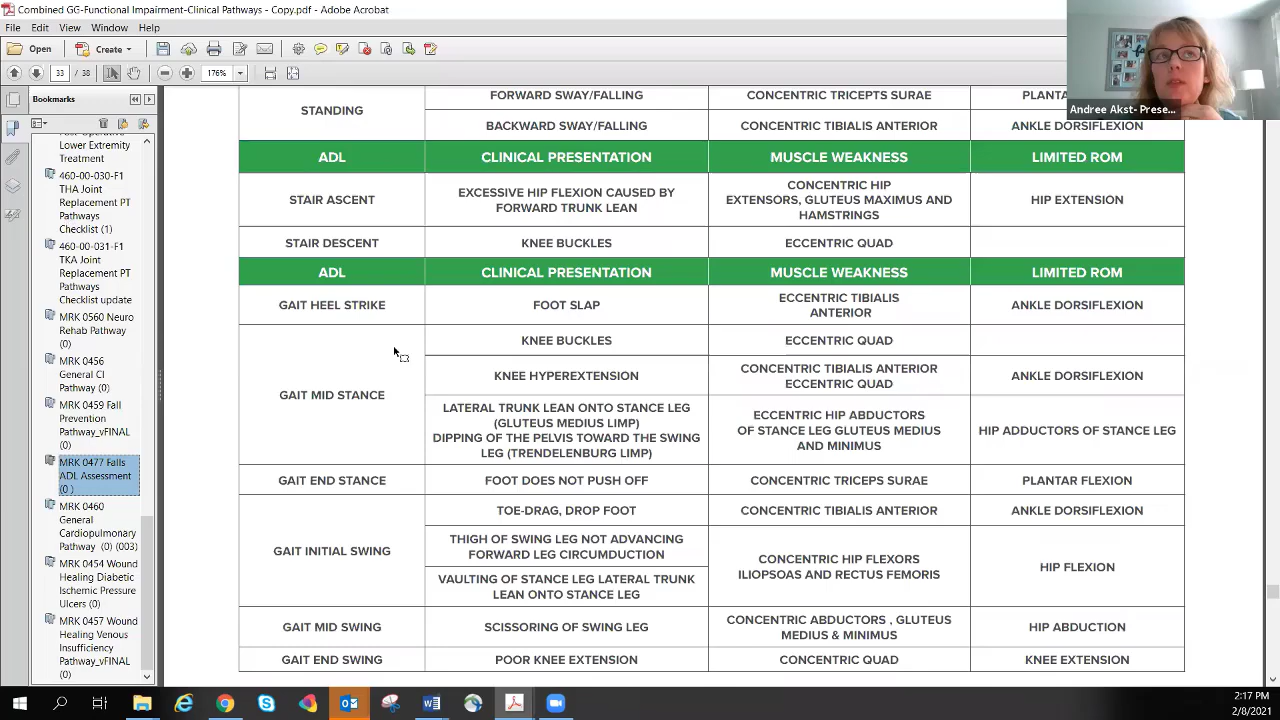 Combined GG-Functional Impairment-Clinical Pathways - Copy.pdf - Adobe Acrobat
File Edit View Window Help
Open Create
33 / 38 176%
Bookmarks
Lower Extremity
Treatment
460-00-030-F1
THA Joint
Replacement PT
Pathways
Checklist (1)
460-00-031-F1
TKA Joint
Replacement PT
Pathways
Checklist update
MRK 0560 Neuro
Rehab Pathway
(0)
MRK 0456
General CI
Pathway (0)
MRK 0459 Fall
Prevention
Pathway_vFINAL
(0)
MRK 0477 Falls
ADL Assessment
(0 )
MRK 0460
General
Cardiopulmonary
Pathway (0) (003)
MRK 0454 Wound
Healing Diabetic
Ischemic Pressure
Ulcers (0)
MRK 0457 Wound
Healing Venous
Insufficiency
Pathway_vFINAL
(0)
STANDING
FORWARD SWAY/FALLING
CONCENTRIC TRICEPTS SURAE
BACKWARD SWAY/FALLING
CONCENTRIC TIBIALIS ANTERIOR
ANKLE DORSIFLEXION
ADL CLINICAL PRESENTATION MUSCLE WEAKNESS LIMITED ROM
STAIR ASCENT
EXCESSIVE HIP FLEXION CAUSED BY
FORWARD TRUNK LEAN
CONCENTRIC HIP
EXTENSORS, GLUTEUS MAXIMUS AND
HAMSTRINGS
HIP EXTENSION
STAIR DESCENT KNEE BUCKLES ECCENTRIC QUAD
ADL CLINICAL PRESENTATION MUSCLE WEAKNESS LIMITED ROM
GAIT HEEL STRIKE
FOOT SLAP
ECCENTRIC TIBIALIS
ANTERIOR
ANKLE DORSIFLEXION
GAIT MID STANCE
KNEE BUCKLES
ECCENTRIC QUAD
KNEE HYPEREXTENSION
CONCENTRIC TIBIALIS ANTERIOR
ECCENTRIC QUAD
ANKLE DORSIFLEXION
LATERAL TRUNK LEAN ONTO STANCE LEG
(GLUTEUS MEDIUS LIMP)
DIPPING OF THE PELVIS TOWARD THE SWING
LEG (TRENDELENBURG LIMP)
ECCENTRIC HIP ABDUCTORS
OF STANCE LEG GLUTEUS MEDIUS
AND MINIMUS
HIP ADDUCTORS OF STANCE LEG
GAIT END STANCE FOOT DOES NOT PUSH OFF CONCENTRIC TRICEPS SURAE PLANTAR FLEXION
GAIT INITIAL SWING
TOE-DRAG, DROP FOOT
CONCENTRIC TIBIALIS ANTERIOR
ANKLE DORSIFLEXION
THIGH OF SWING LEG NOT ADVANCING
FORWARD LEG CIRCUMDUCTION
VAULTING OF STANCE LEG LATERAL TRUNK
LEAN ONTO STANCE LEG
CONCENTRIC HIP FLEXORS
ILIOPSOAS AND RECTUS FEMORIS
HIP FLEXION
GAIT MID SWING
SCISSORING OF SWING LEG
CONCENTRIC ABDUCTORS , GLUTEUS
MEDIUS & MINIMUS
HIP ABDUCTION
GAIT END SWING POOR KNEE EXTENSION CONCENTRIC QUAD KNEE EXTENSION
Andree Akst- Prese...
2:17 PM
2/8/2021